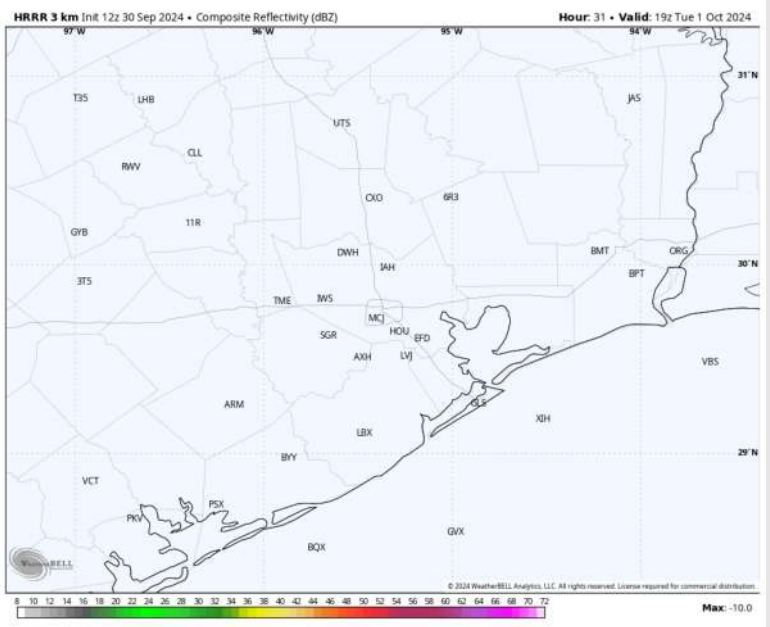 HRRR 3 km Init 12z 30 Sep 2024 • Composite Reflectivity (dBZ) Hour: 31 • Valid: 19z Tue 1 Oct 2024
97°W 96°W 95°W 94°W
31°N
T35 LHB JAS
UTS
CLL
RWV
OXO 6R3
11R
GYB
DWH BMT ORG
IAH 30°N
BPT
3T5
TME IWS
MCJ
SGR HOU EFD
AXH LVJ VBS
ARM GLS
XIH
LBX
BYY 29°N
VCT
PSX
PKV
GVX
BQX
WEATHERBELL
© 2024 WeatherBELL Analytics, LLC. All rights reserved. License required for commercial distribution.
8 10 12 14 16 18 20 22 24 26 28 30 32 34 36 38 40 42 44 46 48 50 52 54 56 58 60 62 64 66 68 70 72 Max: -10.0